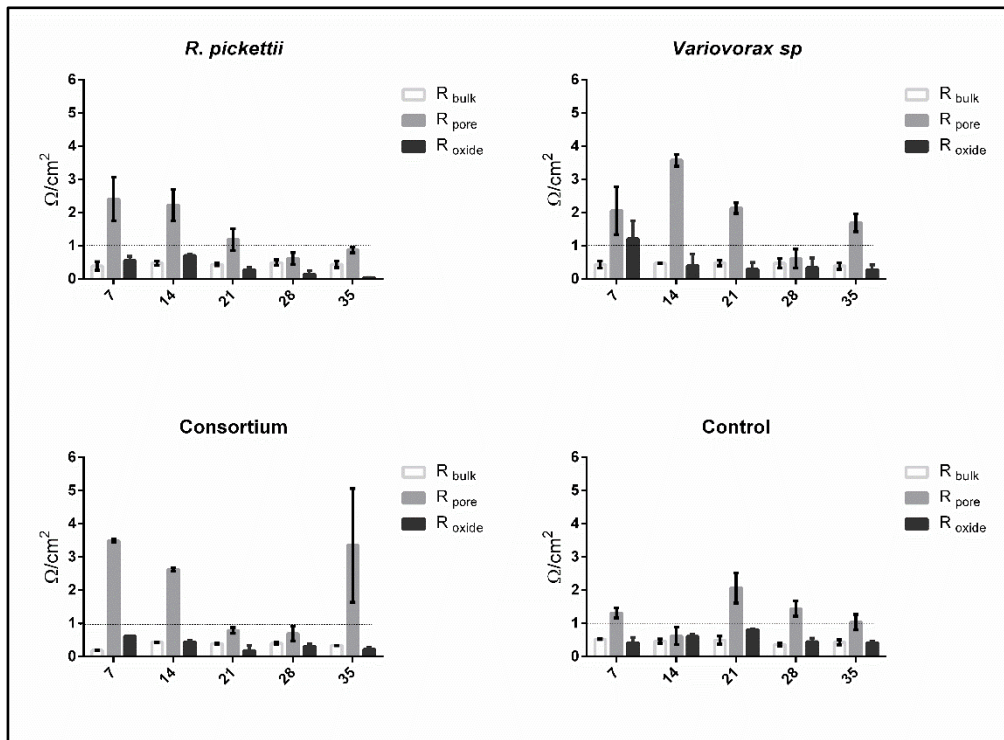 R. pickettii
Ω/cm²
6
5
4
3
2
1
0
7
14
21
28
35
R bulk
R pore
R oxide
Variovorax sp
Ω/cm²
6
5
4
3
2
1
0
7
14
21
28
35
R bulk
R pore
R oxide
Consortium
Ω/cm²
6
5
4
3
2
1
0
7
14
21
28
35
R bulk
R pore
R oxide
Control
Ω/cm²
6
5
4
3
2
1
0
7
14
21
28
35
R bulk
R pore
R oxide